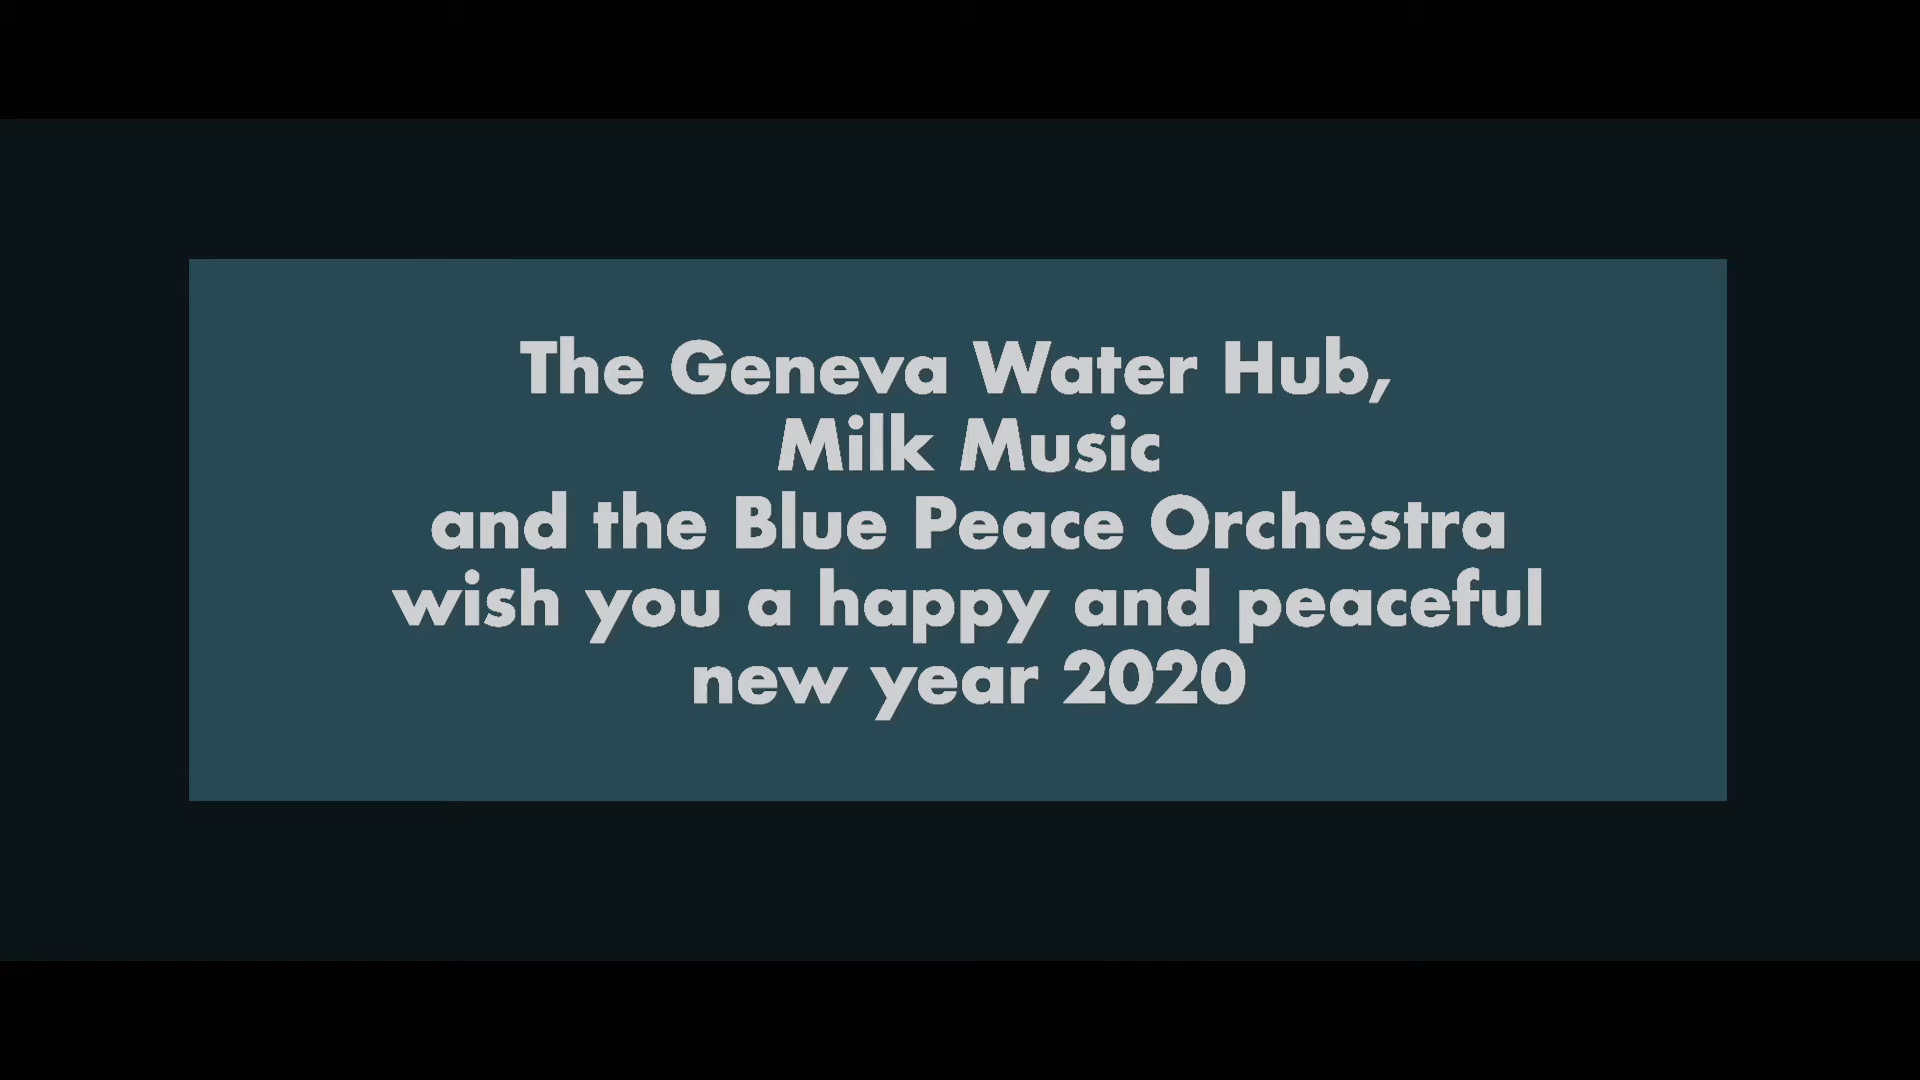 The Geneva Water Hub,
Milk Music
and the Blue Peace Orchestra
wish you a happy and peaceful
new year 2020